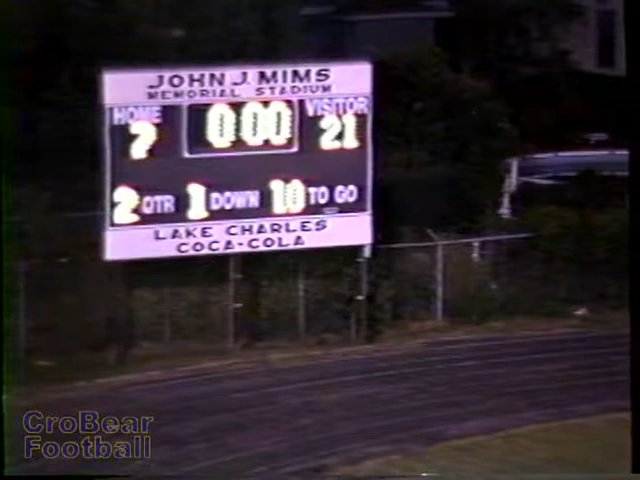 JOHN J. MIMS
MEMORIAL STADIUM
HOME 0:00 VISITOR
7 21
2 QTR 1 DOWN 10 TO GO
LAKE CHARLES
COCA-COLA
CroBear
Football